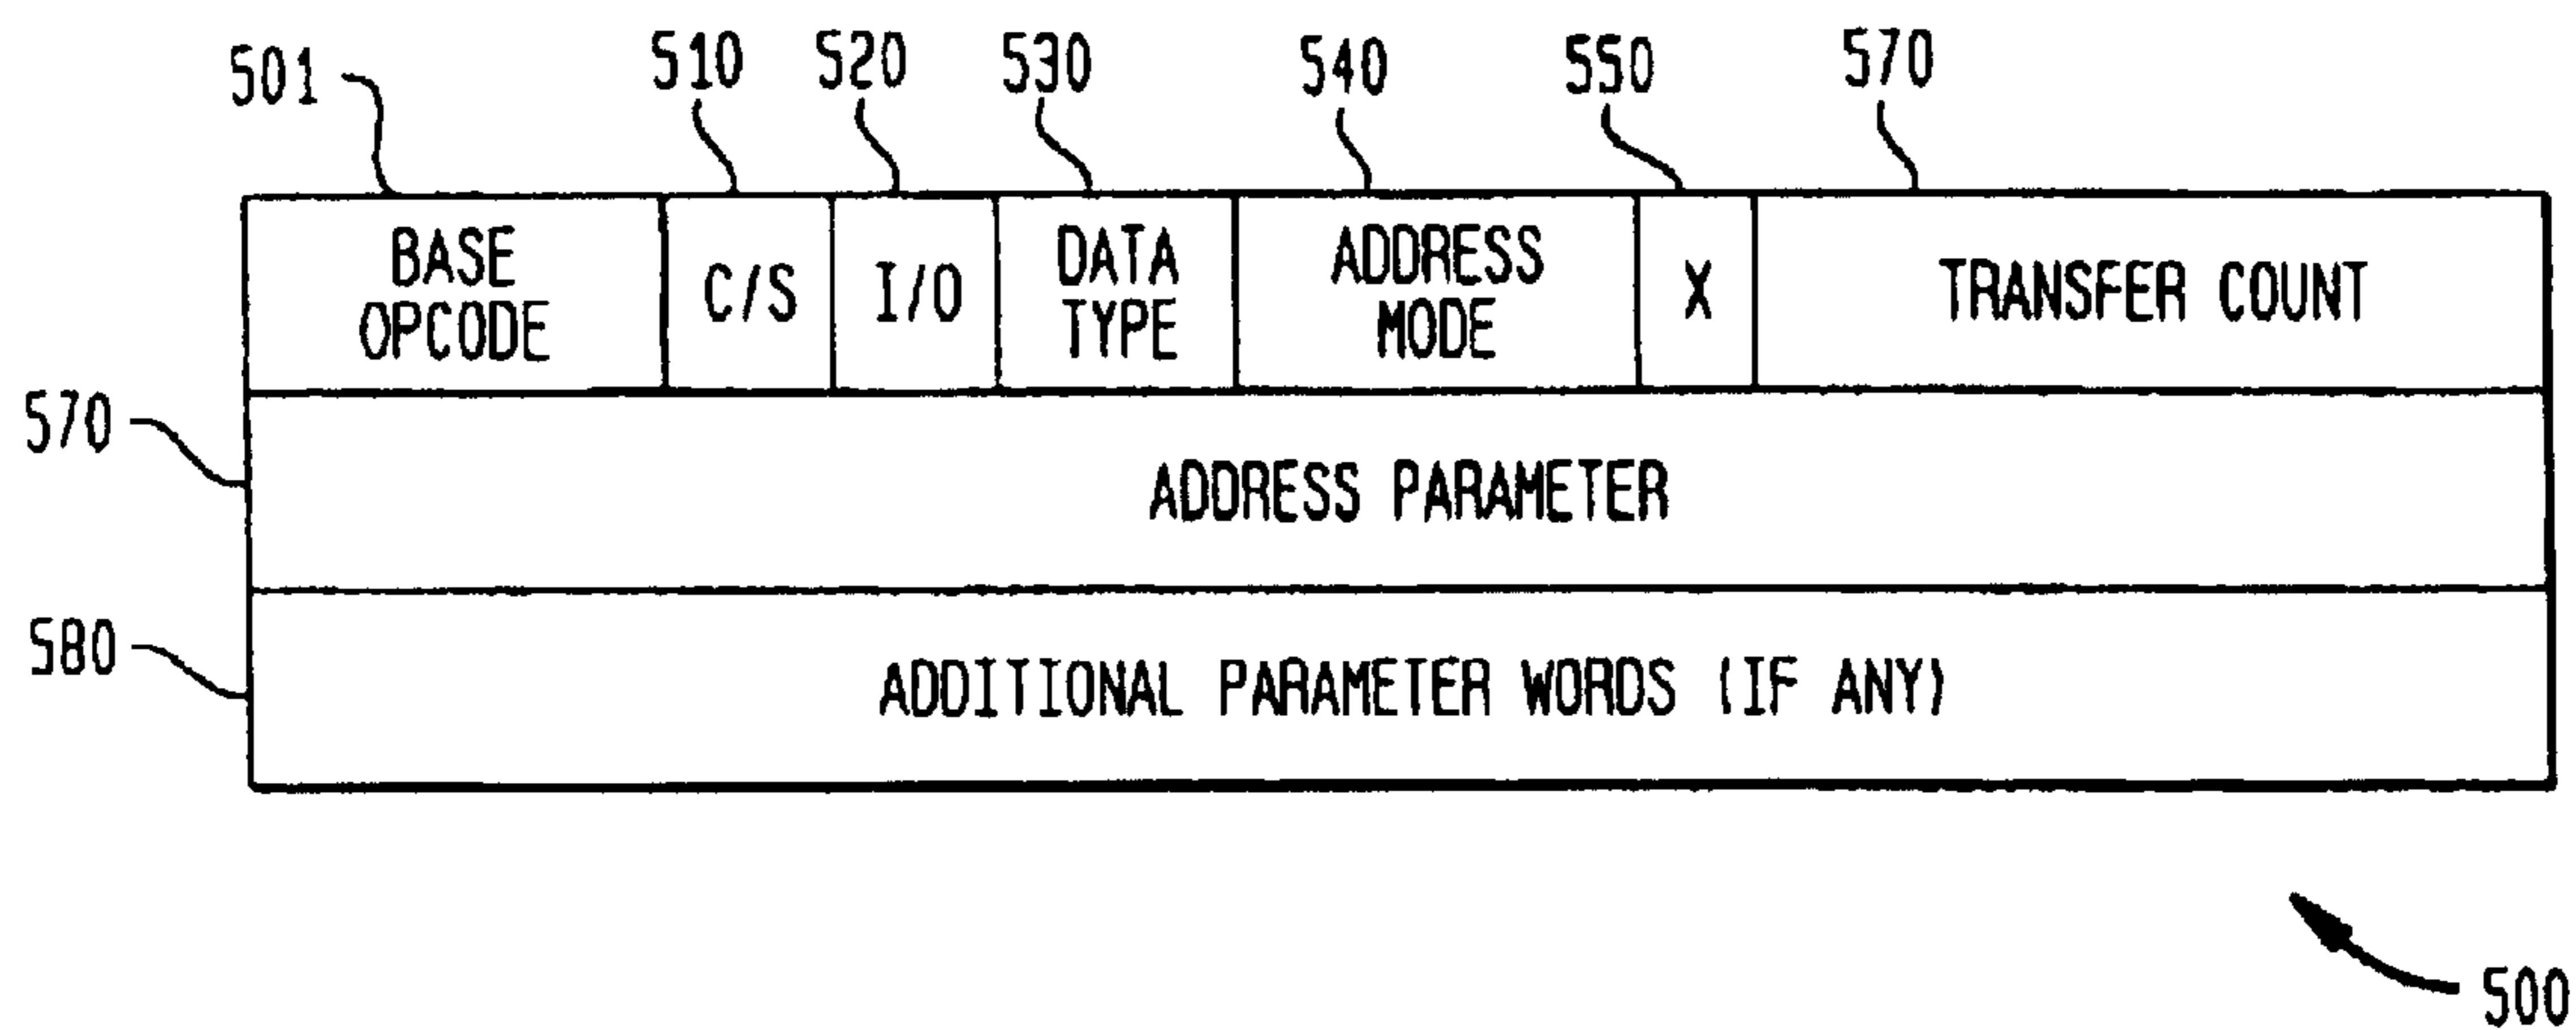 501 510 520 530 540 550 570
BASE OPCODE C/S I/O DATA TYPE ADDRESS MODE X TRANSFER COUNT
570 ADDRESS PARAMETER
580 ADDITIONAL PARAMETER WORDS (IF ANY)
500